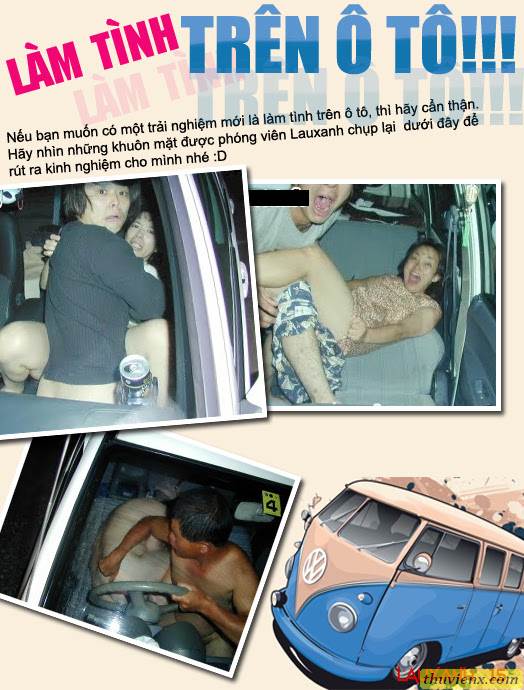 LÀM TÌNH TRÊN Ô TÔ!!!
Nếu bạn muốn có một trải nghiệm mới là làm tình trên ô tô, thì hãy cẩn thận.
Hãy nhìn những khuôn mặt được phóng viên Lauxanh chụp lại dưới đây để
rút ra kinh nghiệm cho mình nhé :D
4
thuvienx.com